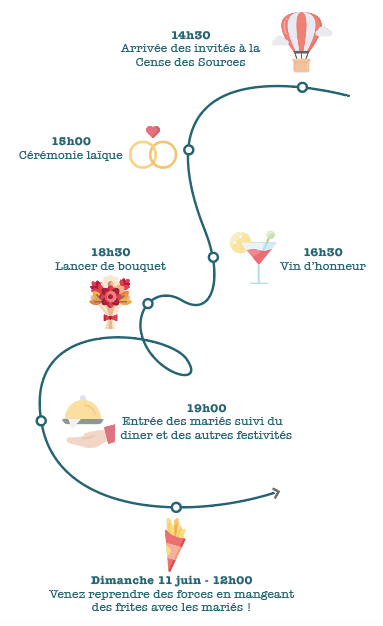 14h30
Arrivée des invités à la
Cense des Sources
15h00
Cérémonie laïque
16h30
Vin d'honneur
18h30
Lancer de bouquet
19h00
Entrée des mariés suivi du
diner et des autres festivités
Dimanche 11 juin - 12h00
Venez reprendre des forces en mangeant
des frites avec les mariés !